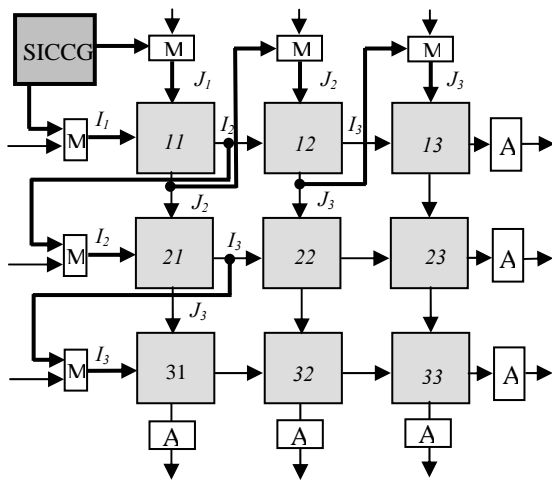 SICCG M M M
J1 J2 J3
M I1 11 I2 12 I3 13 A
J2 J3
M I2 21 I3 22 23 A
J3
M I3 31 32 33 A
A A A